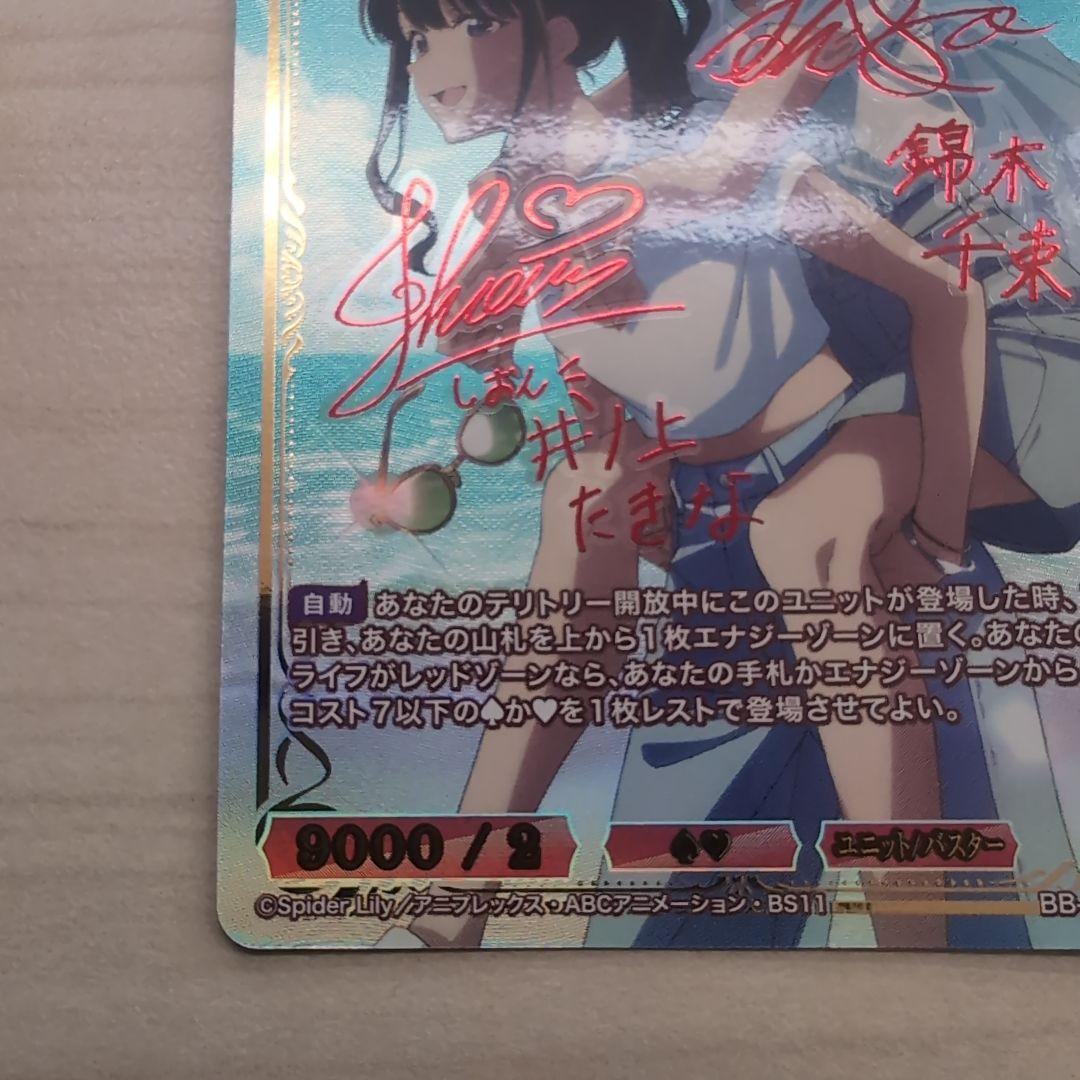 錦木
千束
しおん
井ノ上
たきな
自動 あなたのテリトリー開放中にこのユニットが登場した時、
引き、あなたの山札を上から1枚エナジーゾーンに置く。あなたの
ライフがレッドゾーンなら、あなたの手札かエナジーゾーンから
コスト7以下の♠か♥を1枚レストで登場させてよい。
9000 / 2
♠♥
ユニット/バスター
©Spider Lily/アニプレックス・ABCアニメーション・BS11
BB-